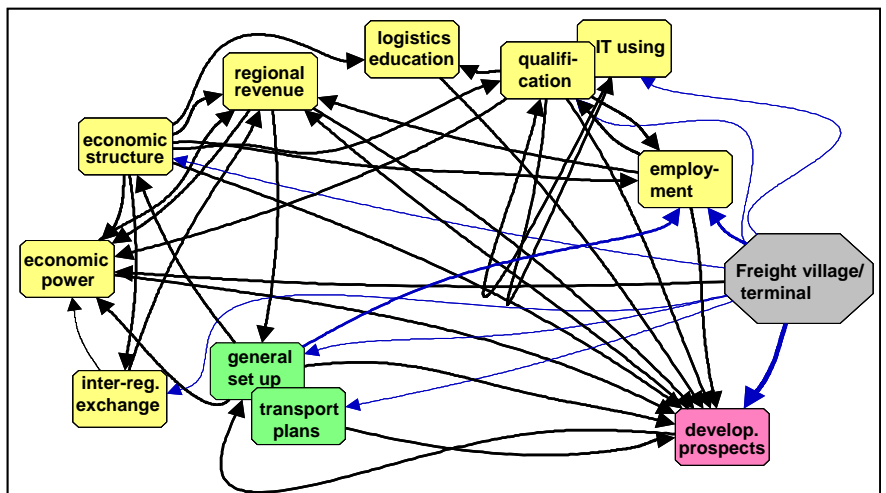 logistics
education
IT using
qualifi-
cation
regional
revenue
economic
structure
employ-
ment
economic
power
Freight village/
terminal
general
set up
inter-reg.
exchange
transport
plans
develop.
prospects